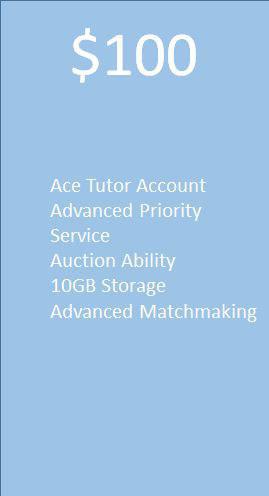 $100
Ace Tutor Account
Advanced Priority
Service
Auction Ability
10GB Storage
Advanced Matchmaking